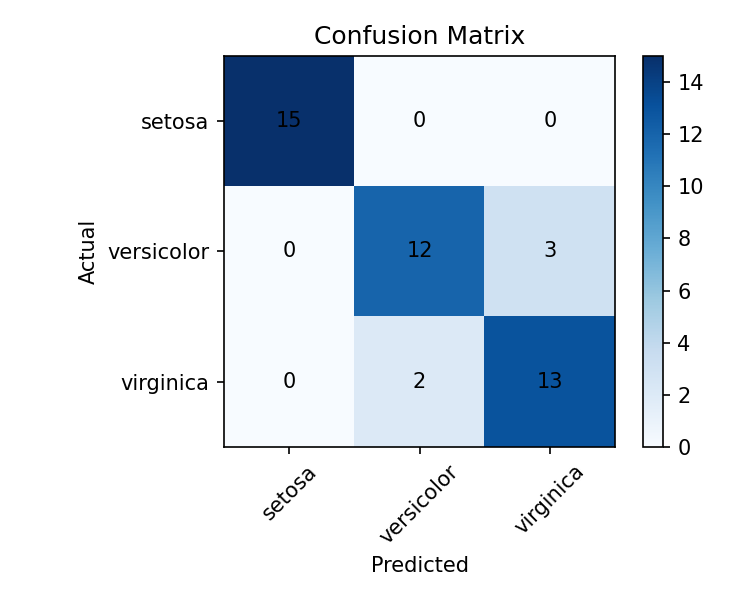 Confusion Matrix
setosa 15 0 0
versicolor 0 12 3
virginica 0 2 13
Actual
setosa versicolor virginica
Predicted
14
12
10
8
6
4
2
0